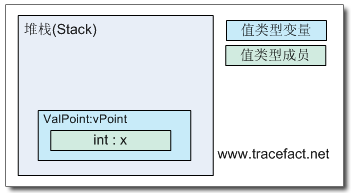 堆栈(Stack)
值类型变量
值类型成员
ValPoint:vPoint
int : x
www.tracefact.net